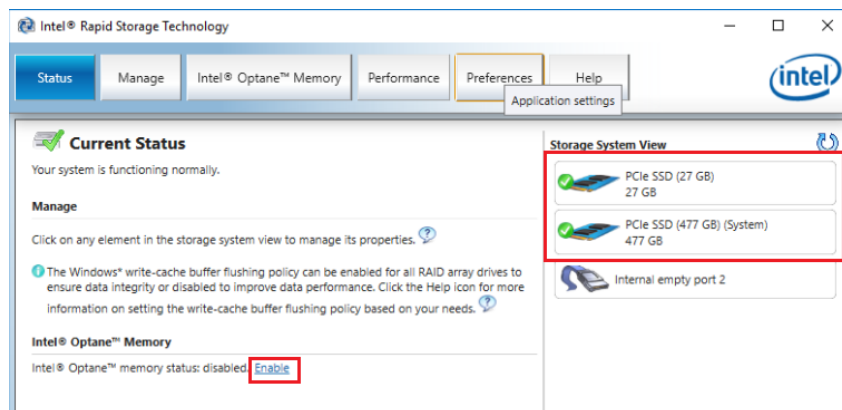 Intel® Rapid Storage Technology
Status
Manage
Intel® Optane™ Memory
Performance
Preferences
Help
Application settings
intel
Current Status
Your system is functioning normally.
Manage
Click on any element in the storage system view to manage its properties.
The Windows* write-cache buffer flushing policy can be enabled for all RAID array drives to
ensure data integrity or disabled to improve data performance. Click the Help icon for more
information on setting the write-cache buffer flushing policy based on your needs.
Intel® Optane™ Memory
Intel® Optane™ memory status: disabled. Enable
Storage System View
PCIe SSD (27 GB)
27 GB
PCIe SSD (477 GB) (System)
477 GB
Internal empty port 2